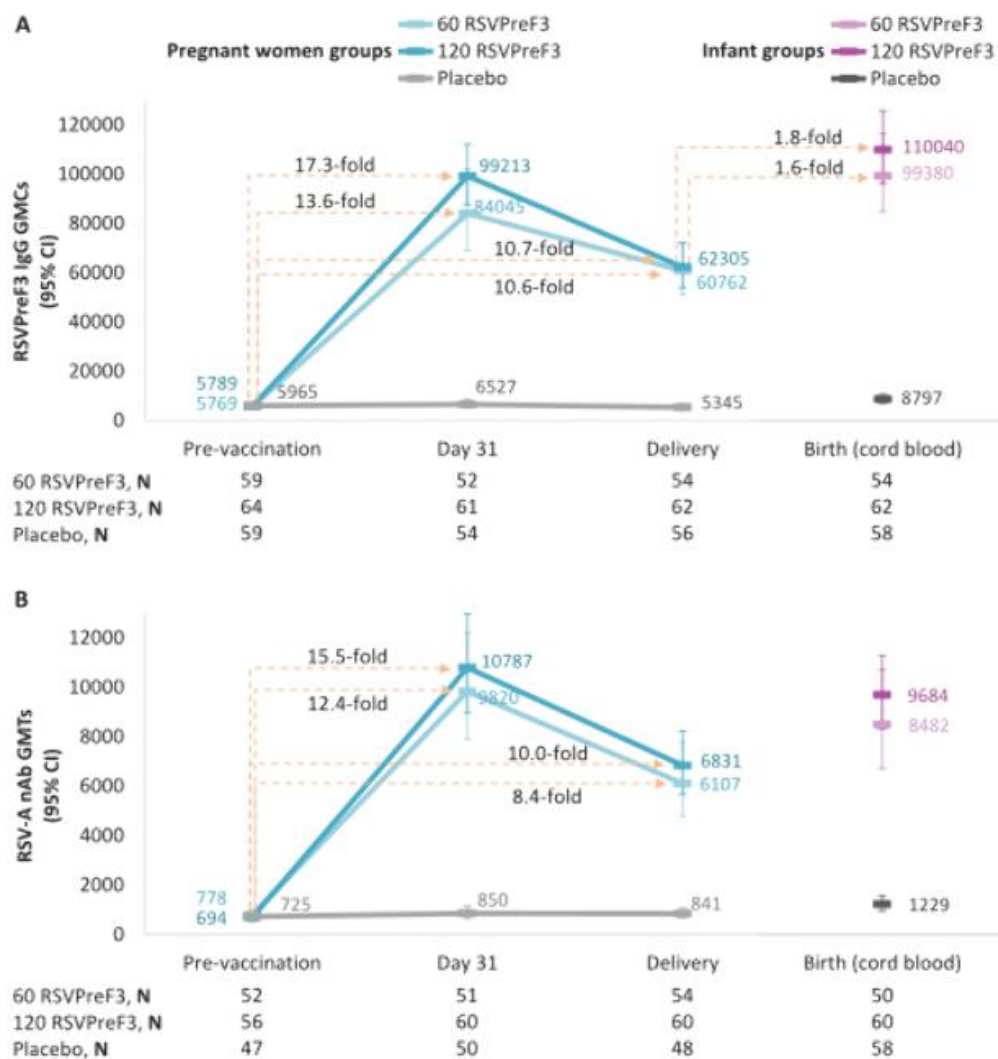 A
Pregnant women groups
60 RSVPreF3
120 RSVPreF3
Placebo
Infant groups
60 RSVPreF3
120 RSVPreF3
Placebo
RSVPreF3 IgG GMCs
(95% CI)
120000
100000
80000
60000
40000
20000
0
17.3-fold
13.6-fold
10.7-fold
10.6-fold
1.8-fold
1.6-fold
99213
84045
62305
60762
110040
99380
5789
5769
5965
6527
5345
8797
Pre-vaccination Day 31 Delivery Birth (cord blood)
60 RSVPreF3, N 59 52 54 54
120 RSVPreF3, N 64 61 62 62
Placebo, N 59 54 56 58
B
RSV-A nAb GMTs
(95% CI)
12000
10000
8000
6000
4000
2000
0
15.5-fold
12.4-fold
10.0-fold
8.4-fold
10787
9820
6831
6107
9684
8482
778
694
725
850
841
1229
Pre-vaccination Day 31 Delivery Birth (cord blood)
60 RSVPreF3, N 52 51 54 50
120 RSVPreF3, N 56 60 60 60
Placebo, N 47 50 48 58